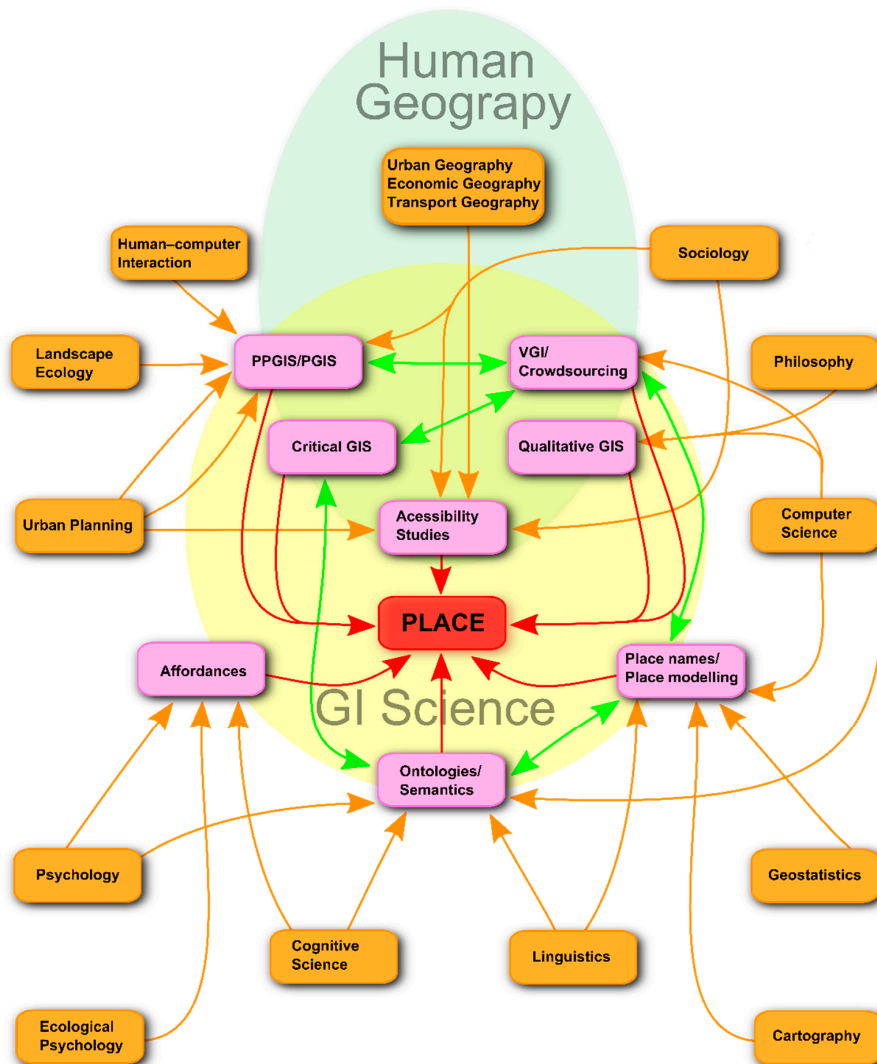 Human
Geograpy
Urban Geography
Economic Geography
Transport Geography
Human–computer
Interaction
Sociology
Landscape
Ecology
PPGIS/PGIS
VGI/
Crowdsourcing
Philosophy
Critical GIS
Qualitative GIS
Urban Planning
Acessibility
Studies
Computer
Science
PLACE
Affordances
Place names/
Place modelling
GI Science
Ontologies/
Semantics
Psychology
Geostatistics
Cognitive
Science
Linguistics
Ecological
Psychology
Cartography